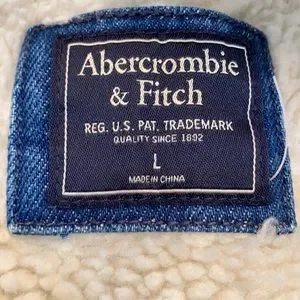 Abercrombie
& Fitch
REG. U.S. PAT. TRADEMARK
QUALITY SINCE 1892
L
MADE IN CHINA